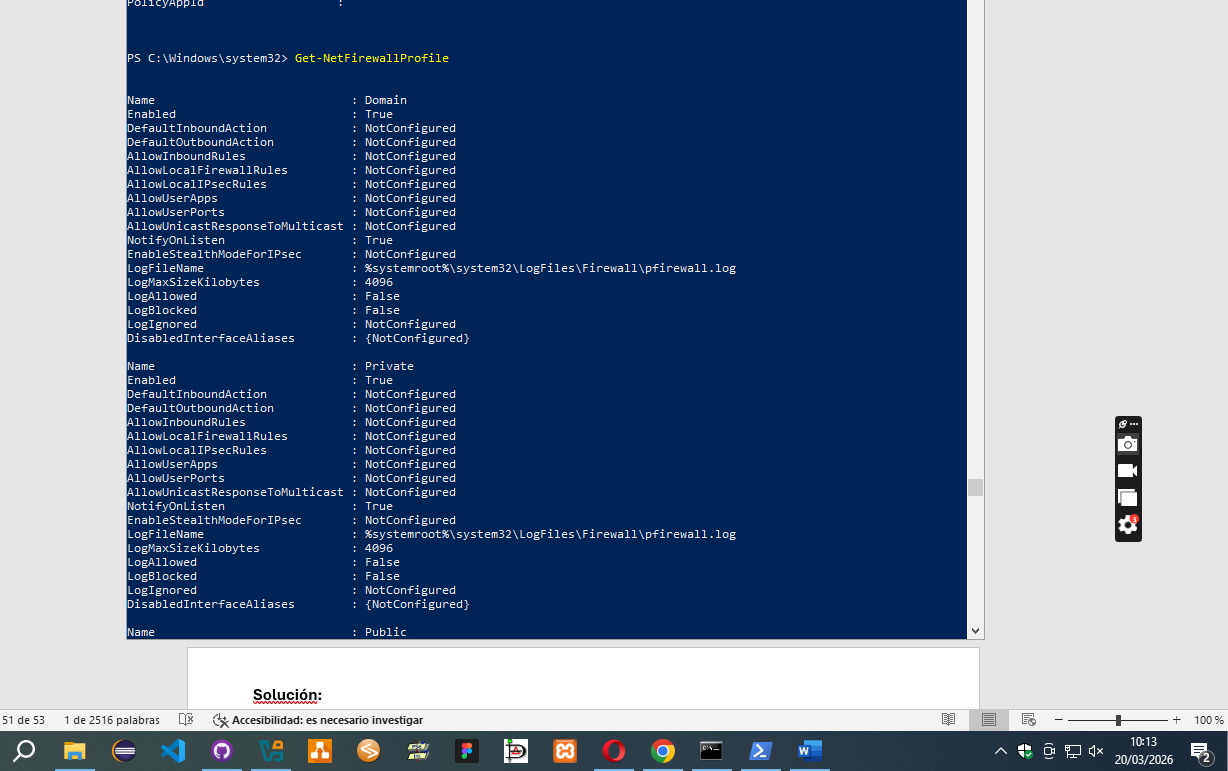 PolicyAppId                    :
PS C:\Windows\system32> Get-NetFirewallProfile
Name                            : Domain
Enabled                         : True
DefaultInboundAction            : NotConfigured
DefaultOutboundAction           : NotConfigured
AllowInboundRules               : NotConfigured
AllowLocalFirewallRules         : NotConfigured
AllowLocalIPsecRules            : NotConfigured
AllowUserApps                   : NotConfigured
AllowUserPorts                  : NotConfigured
AllowUnicastResponseToMulticast : NotConfigured
NotifyOnListen                  : True
EnableStealthModeForIPsec       : NotConfigured
LogFileName                     : %systemroot%\system32\LogFiles\Firewall\pfirewall.log
LogMaxSizeKilobytes             : 4096
LogAllowed                      : False
LogBlocked                      : False
LogIgnored                      : NotConfigured
DisabledInterfaceAliases        : {NotConfigured}
Name                            : Private
Enabled                         : True
DefaultInboundAction            : NotConfigured
DefaultOutboundAction           : NotConfigured
AllowInboundRules               : NotConfigured
AllowLocalFirewallRules         : NotConfigured
AllowLocalIPsecRules            : NotConfigured
AllowUserApps                   : NotConfigured
AllowUserPorts                  : NotConfigured
AllowUnicastResponseToMulticast : NotConfigured
NotifyOnListen                  : True
EnableStealthModeForIPsec       : NotConfigured
LogFileName                     : %systemroot%\system32\LogFiles\Firewall\pfirewall.log
LogMaxSizeKilobytes             : 4096
LogAllowed                      : False
LogBlocked                      : False
LogIgnored                      : NotConfigured
DisabledInterfaceAliases        : {NotConfigured}
Name                            : Public
Solución:
51 de 53 1 de 2516 palabras Accesibilidad: es necesario investigar 100 %
10:13
20/03/2026
2